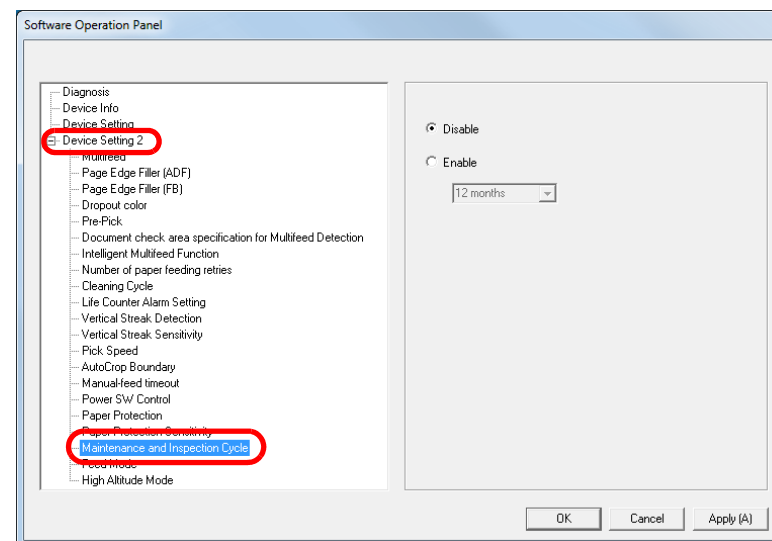 Software Operation Panel
Diagnosis
Device Info
Device Setting
Device Setting 2
Multifeed
Page Edge Filler (ADF)
Page Edge Filler (FB)
Dropout color
Pre-Pick
Document check area specification for Multifeed Detection
Intelligent Multifeed Function
Number of paper feeding retries
Cleaning Cycle
Life Counter Alarm Setting
Vertical Streak Detection
Vertical Streak Sensitivity
Pick Speed
AutoCrop Boundary
Manual-feed timeout
Power SW Control
Paper Protection
Paper Protection Sensitivity
Maintenance and Inspection Cycle
Feed Mode
High Altitude Mode
Disable
Enable
12 months
OK
Cancel
Apply (A)